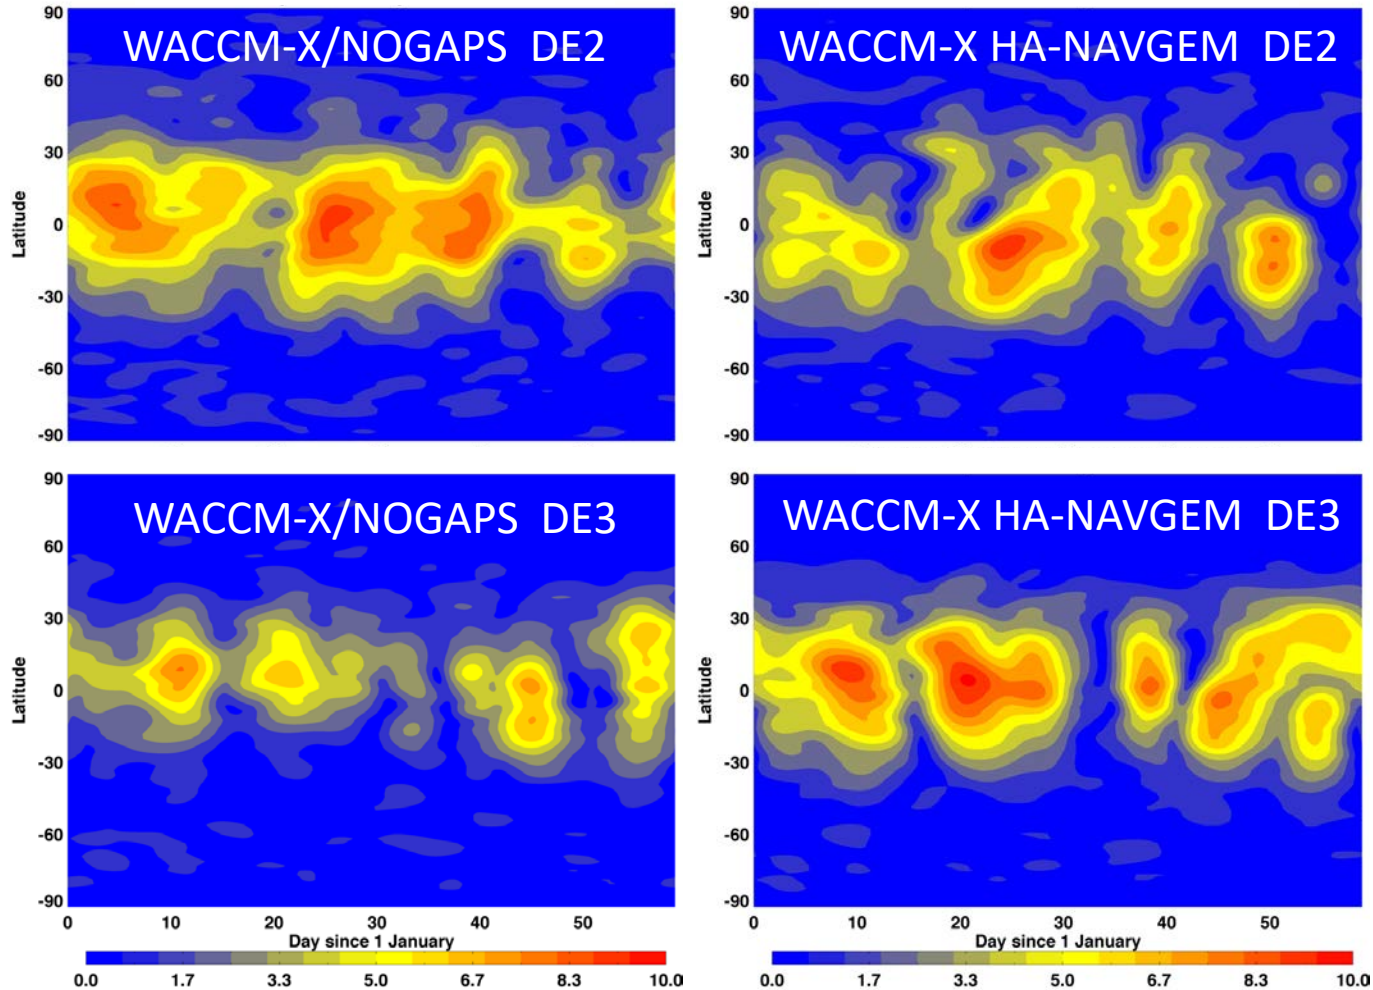 WACCM-X/NOGAPS DE2
90
60
30
0
-30
-60
-90
Latitude
WACCM-X HA-NAVGEM DE2
90
60
30
0
-30
-60
-90
Latitude
WACCM-X/NOGAPS DE3
90
60
30
0
-30
-60
-90
Latitude
0 10 20 30 40 50
Day since 1 January
0.0 1.7 3.3 5.0 6.7 8.3 10.0
WACCM-X HA-NAVGEM DE3
90
60
30
0
-30
-60
-90
Latitude
0 10 20 30 40 50
Day since 1 January
0.0 1.7 3.3 5.0 6.7 8.3 10.0